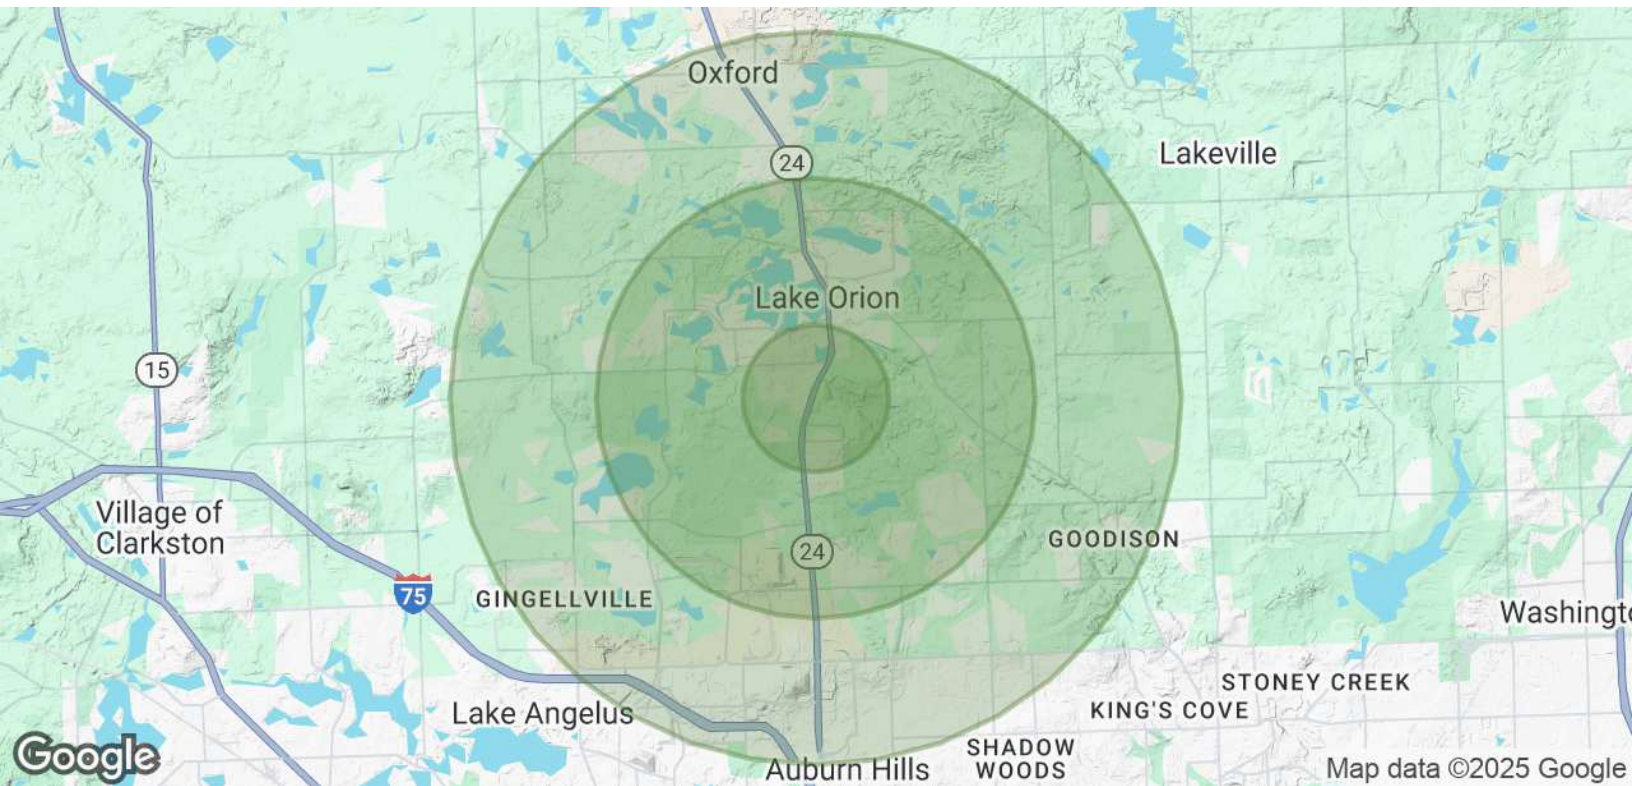 Oxford
24
Lakeville
Lake Orion
15
Village of
Clarkston
24
GOODISON
75
GINGELLVILLE
Washingto
STONEY CREEK
KING'S COVE
Lake Angelus
SHADOW
WOODS
Auburn Hills
Google
Map data ©2025 Google